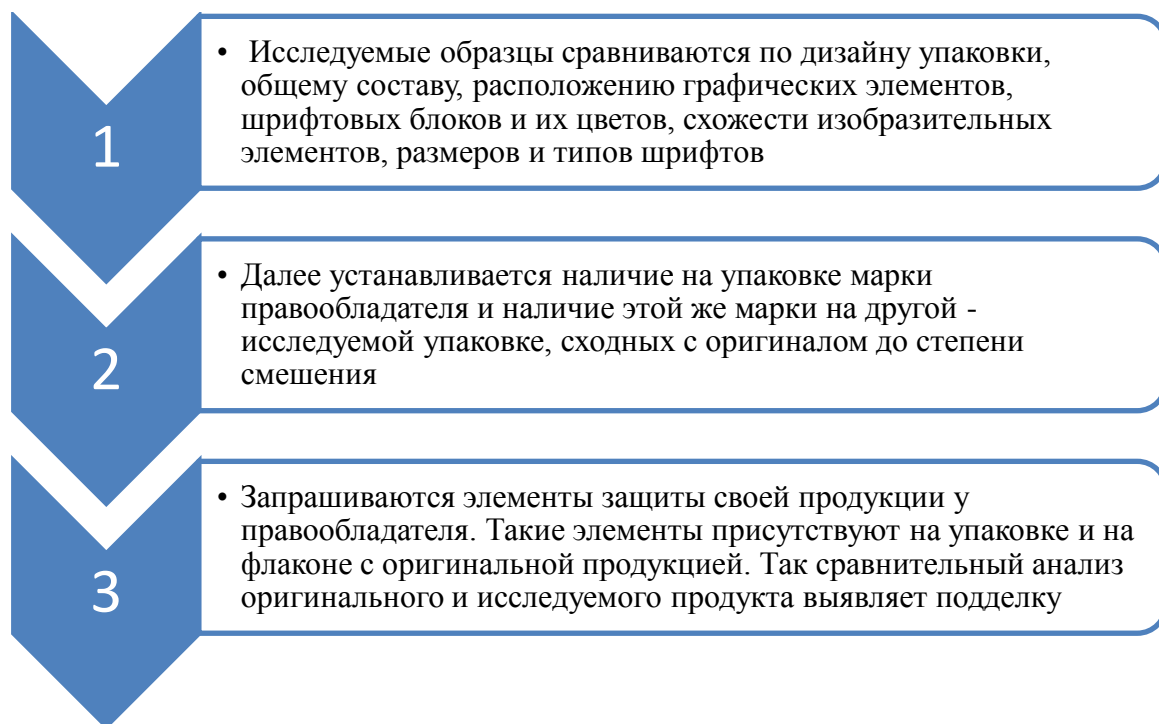 1
• Исследуемые образцы сравниваются по дизайну упаковки,
общему составу, расположению графических элементов,
шрифтовых блоков и их цветов, схожести изобразительных
элементов, размеров и типов шрифтов
2
• Далее устанавливается наличие на упаковке марки
правообладателя и наличие этой же марки на другой -
исследуемой упаковке, сходных с оригиналом до степени
смешения
3
• Запрашиваются элементы защиты своей продукции у
правообладателя. Такие элементы присутствуют на упаковке и на
флаконе с оригинальной продукцией. Так сравнительный анализ
оригинального и исследуемого продукта выявляет подделку